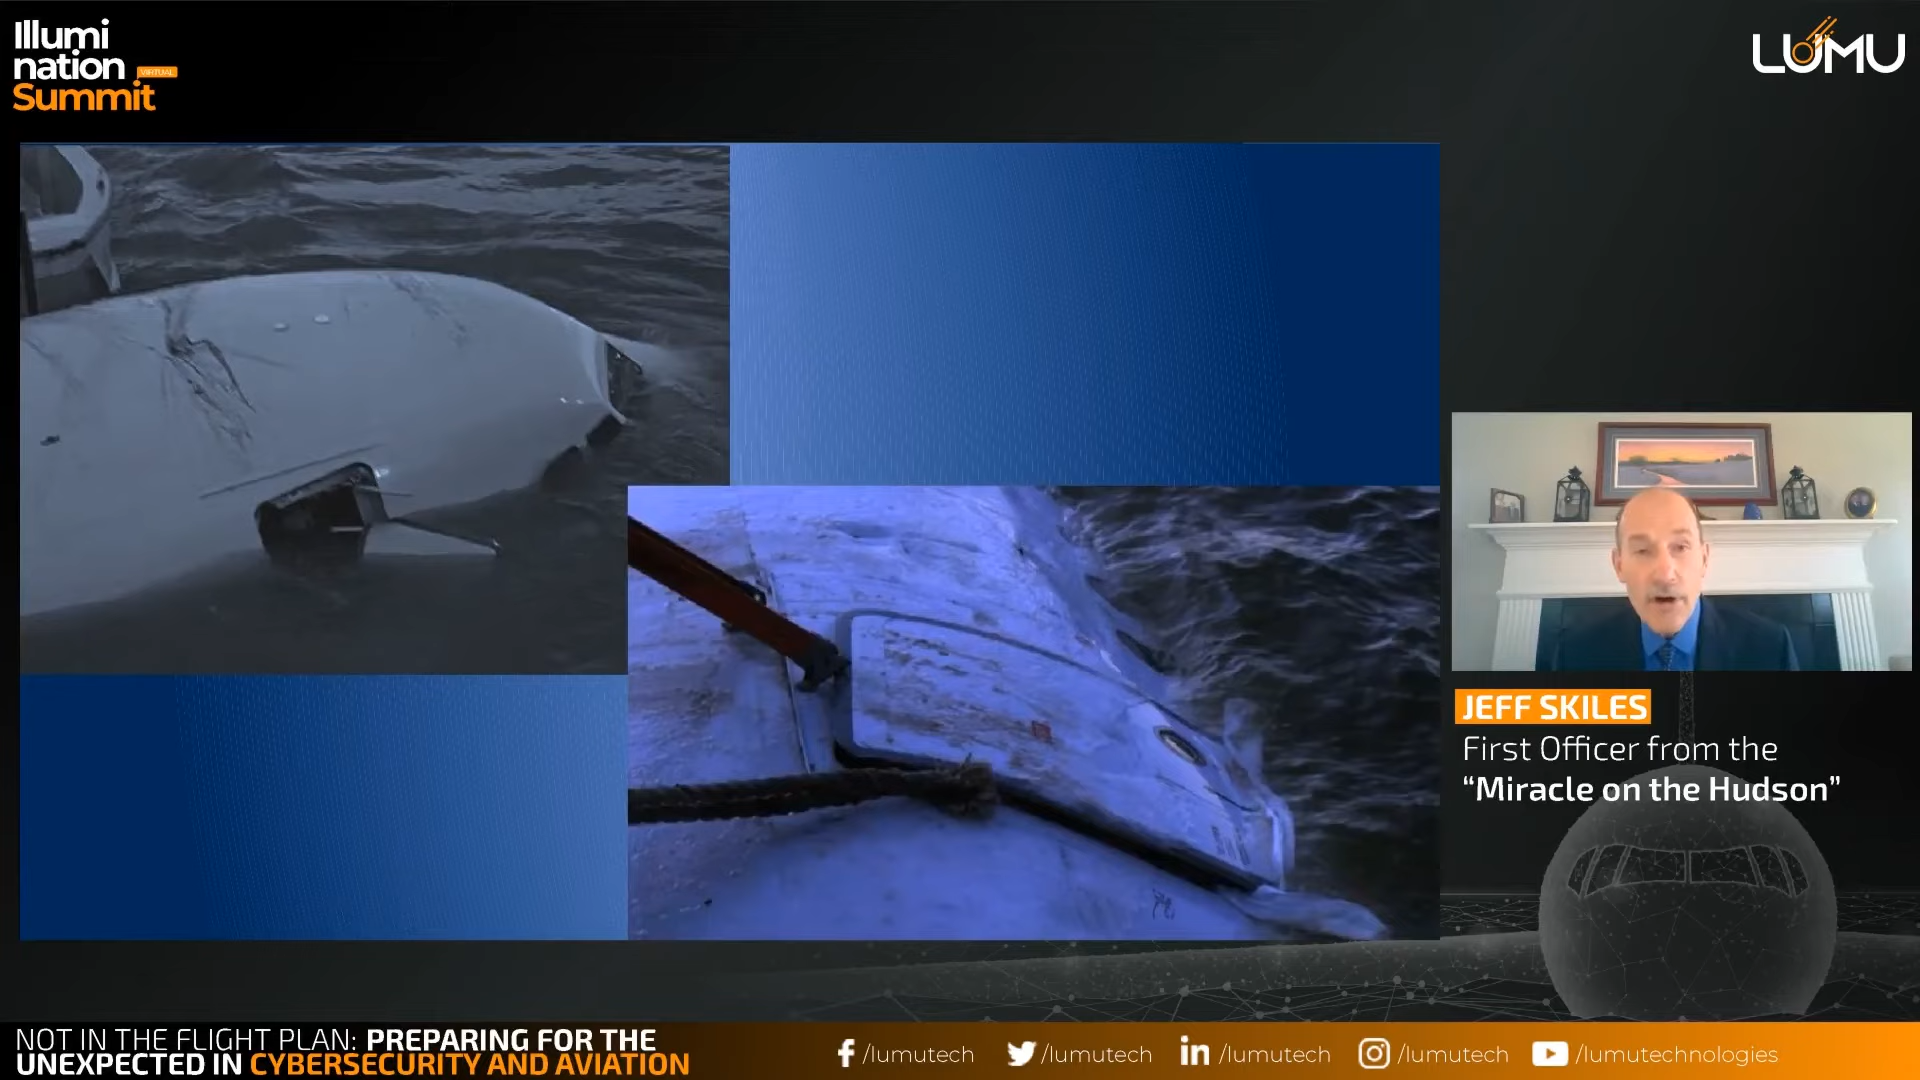 Illumi
nation
VIRTUAL
Summit
LUMU
JEFF SKILES
First Officer from the
“Miracle on the Hudson”
NOT IN THE FLIGHT PLAN: PREPARING FOR THE
UNEXPECTED IN CYBERSECURITY AND AVIATION
/lumutech
/lumutech
/lumutech
/lumutech
/lumutechnologies